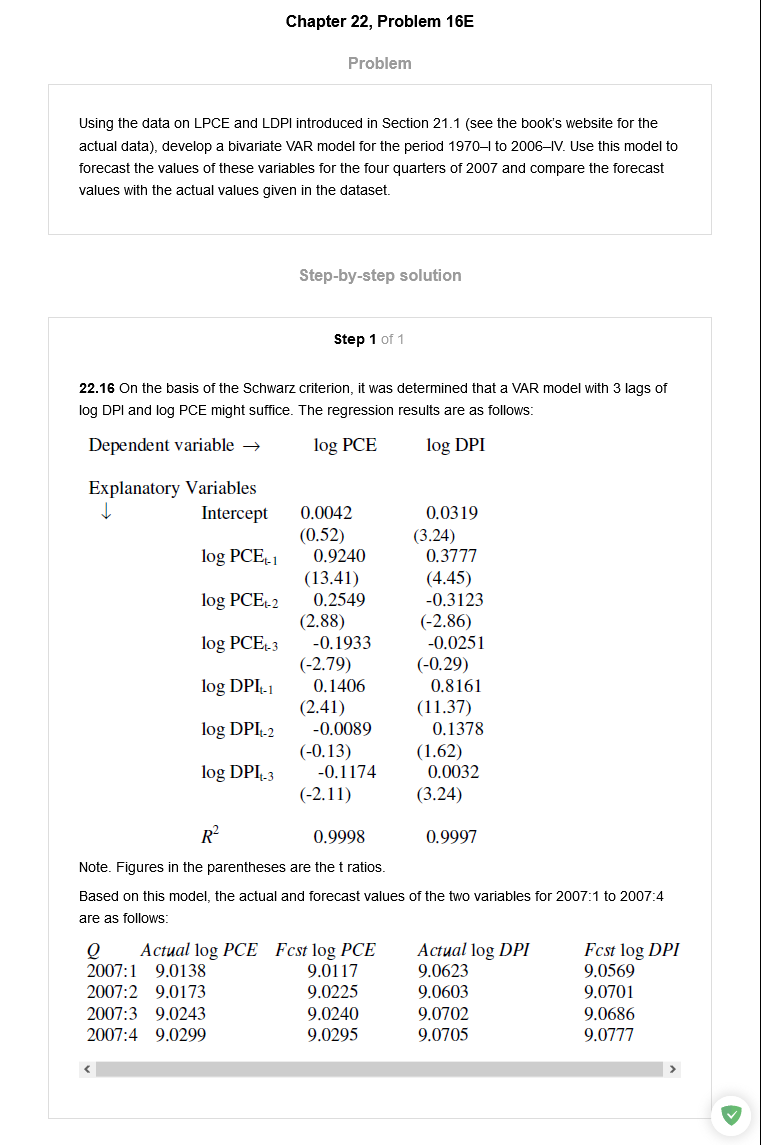 Chapter 22, Problem 16E
Problem
Using the data on LPCE and LDPI introduced in Section 21.1 (see the book's website for the
actual data), develop a bivariate VAR model for the period 1970–I to 2006–IV. Use this model to
forecast the values of these variables for the four quarters of 2007 and compare the forecast
values with the actual values given in the dataset.
Step-by-step solution
Step 1 of 1
22.16 On the basis of the Schwarz criterion, it was determined that a VAR model with 3 lags of
log DPI and log PCE might suffice. The regression results are as follows:
Dependent variable → log PCE log DPI
Explanatory Variables
↓ Intercept 0.0042 0.0319
(0.52) (3.24)
log PCEt-1 0.9240 0.3777
(13.41) (4.45)
log PCEt-2 0.2549 -0.3123
(2.88) (-2.86)
log PCEt-3 -0.1933 -0.0251
(-2.79) (-0.29)
log DPIt-1 0.1406 0.8161
(2.41) (11.37)
log DPIt-2 -0.0089 0.1378
(-0.13) (1.62)
log DPIt-3 -0.1174 0.0032
(-2.11) (3.24)
R² 0.9998 0.9997
Note. Figures in the parentheses are the t ratios.
Based on this model, the actual and forecast values of the two variables for 2007:1 to 2007:4
are as follows:
Q Actual log PCE Fcst log PCE Actual log DPI Fcst log DPI
2007:1 9.0138 9.0117 9.0623 9.0569
2007:2 9.0173 9.0225 9.0603 9.0701
2007:3 9.0243 9.0240 9.0702 9.0686
2007:4 9.0299 9.0295 9.0705 9.0777